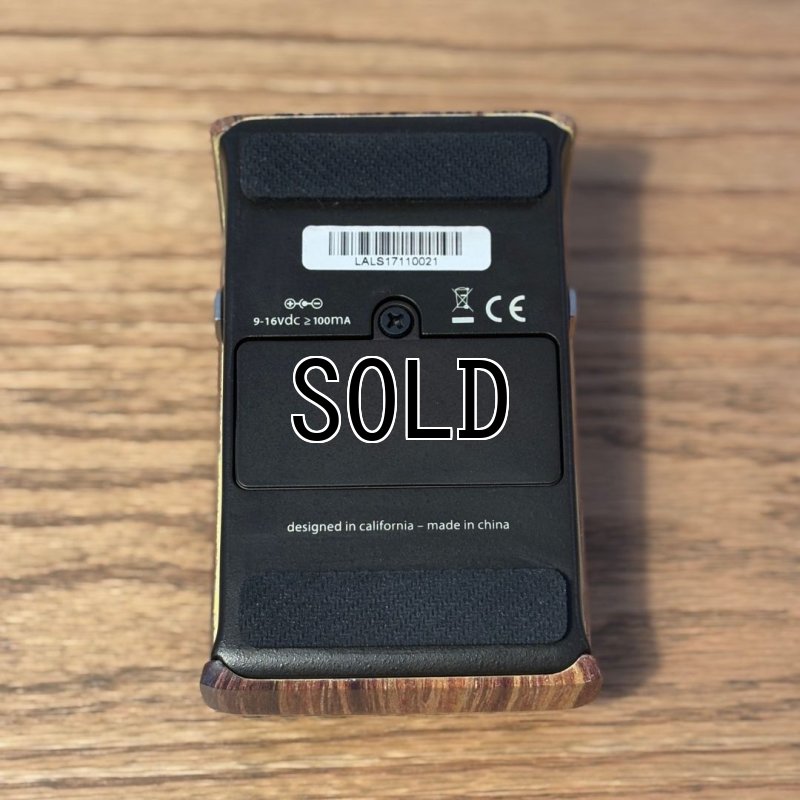 LALS17110021
9-16Vdc ≥100mA
CE
SOLD
designed in california – made in china